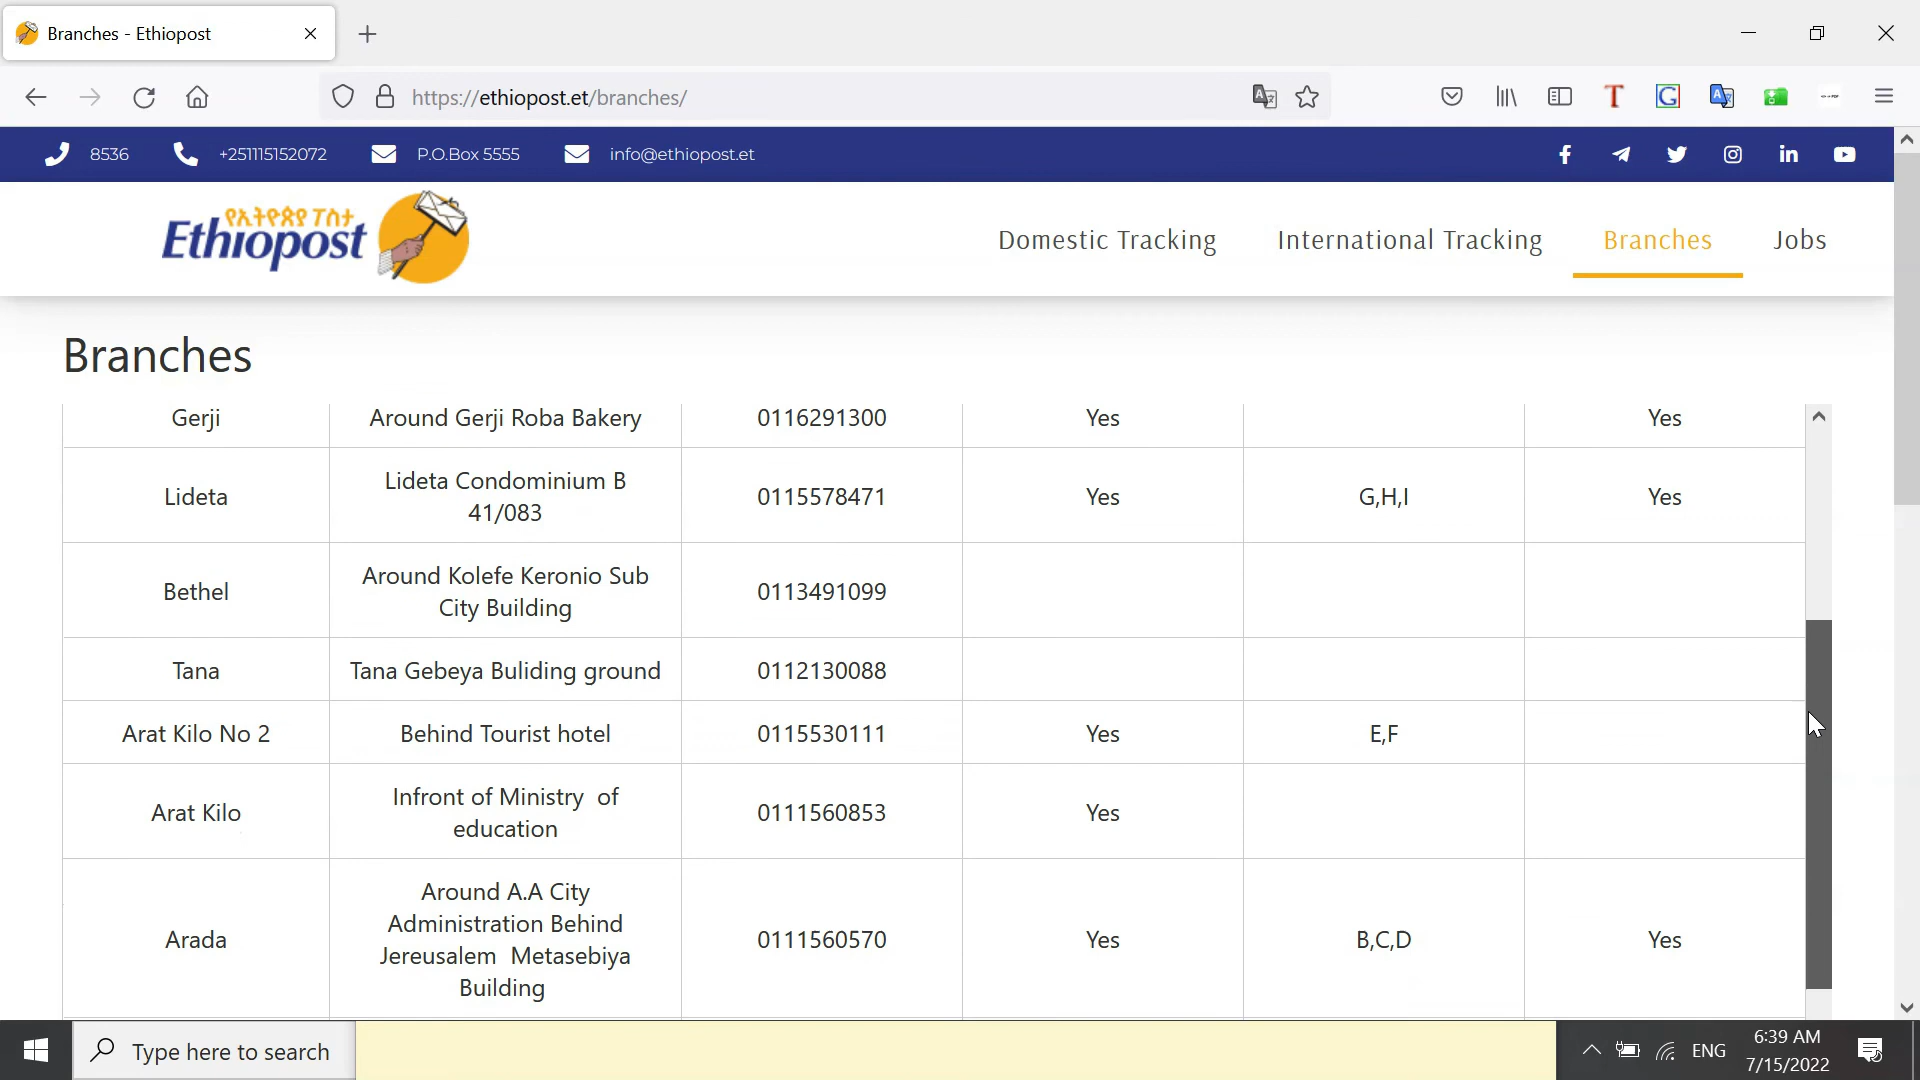 Branches - Ethiopost
https://ethiopost.et/branches/
8536 +251115152072 P.O.Box 5555 info@ethiopost.et
የኢትዮጵያ ፖስታ
Ethiopost
Domestic Tracking International Tracking Branches Jobs
Branches
Gerji Around Gerji Roba Bakery 0116291300 Yes Yes
Lideta Condominium B
Lideta 0115578471 Yes G,H,I Yes
41/083
Around Kolefe Keronio Sub
Bethel 0113491099
City Building
Tana Tana Gebeya Buliding ground 0112130088
Arat Kilo No 2 Behind Tourist hotel 0115530111 Yes E,F
Infront of Ministry of
Arat Kilo 0111560853 Yes
education
Around A.A City
Administration Behind
Arada 0111560570 Yes B,C,D Yes
Jereusalem Metasebiya
Building
Type here to search
ENG
6:39 AM
7/15/2022